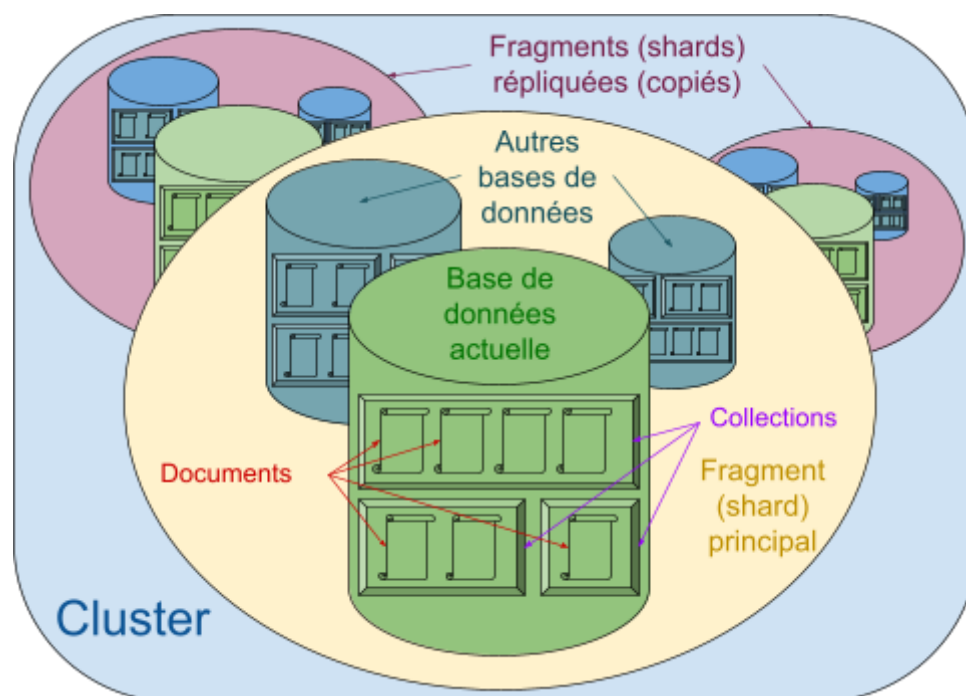 Fragments (shards)
répliquées (copiés)
Autres
bases de
données
Base de
données
actuelle
Collections
Documents
Fragment
(shard)
principal
Cluster